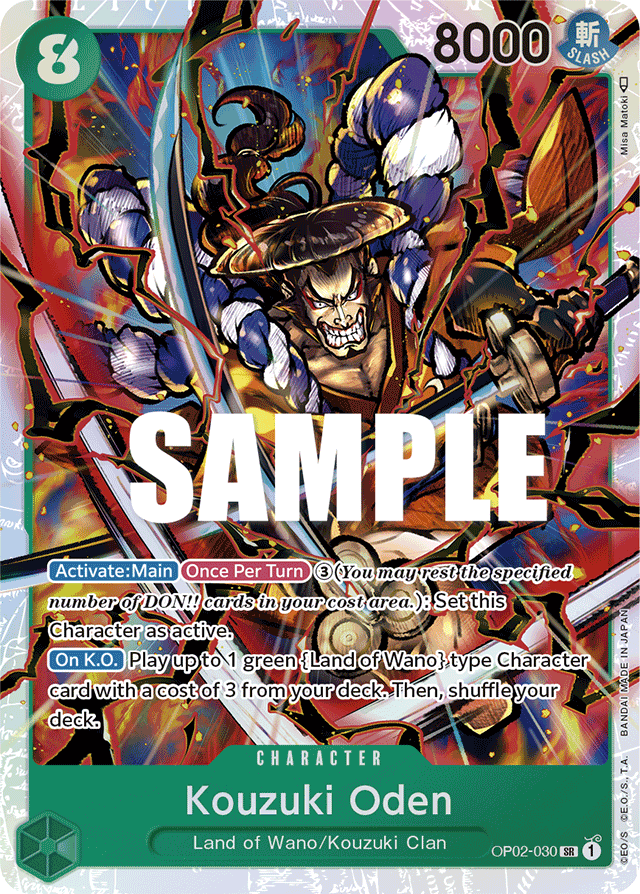 8
8000
斬
SLASH
Misa Matoki
SAMPLE
Activate:Main Once Per Turn ③ (You may rest the specified
number of DON!! cards in your cost area.): Set this
Character as active.
On K.O. Play up to 1 green {Land of Wano} type Character
card with a cost of 3 from your deck. Then, shuffle your
deck.
©EO/S ©E.O./S., T.A. BANDAI MADE IN JAPAN
CHARACTER
Kouzuki Oden
Land of Wano/Kouzuki Clan
OP02-030 SR 1